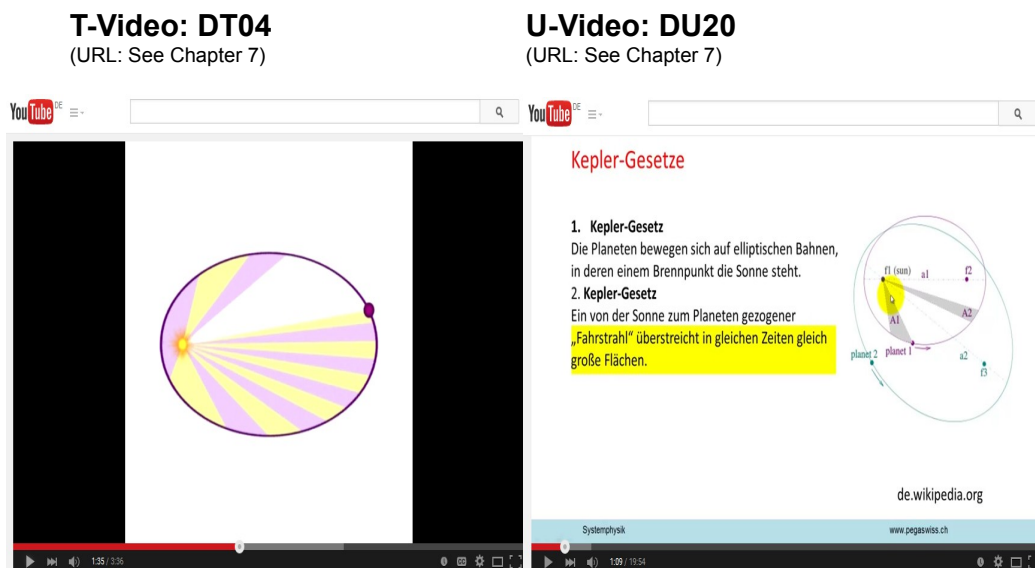 T-Video: DT04
(URL: See Chapter 7)
YouTube DE
1:35 / 3:36
U-Video: DU20
(URL: See Chapter 7)
YouTube DE
Kepler-Gesetze
1. Kepler-Gesetz
Die Planeten bewegen sich auf elliptischen Bahnen,
in deren einem Brennpunkt die Sonne steht.
2. Kepler-Gesetz
Ein von der Sonne zum Planeten gezogener
„Fahrstrahl“ überstreicht in gleichen Zeiten gleich
große Flächen.
f1 (sun)
a1
f2
A1
A2
planet 1
planet 2
a2
f3
de.wikipedia.org
Systemphysik
www.pegaswiss.ch
1:09 / 19:54